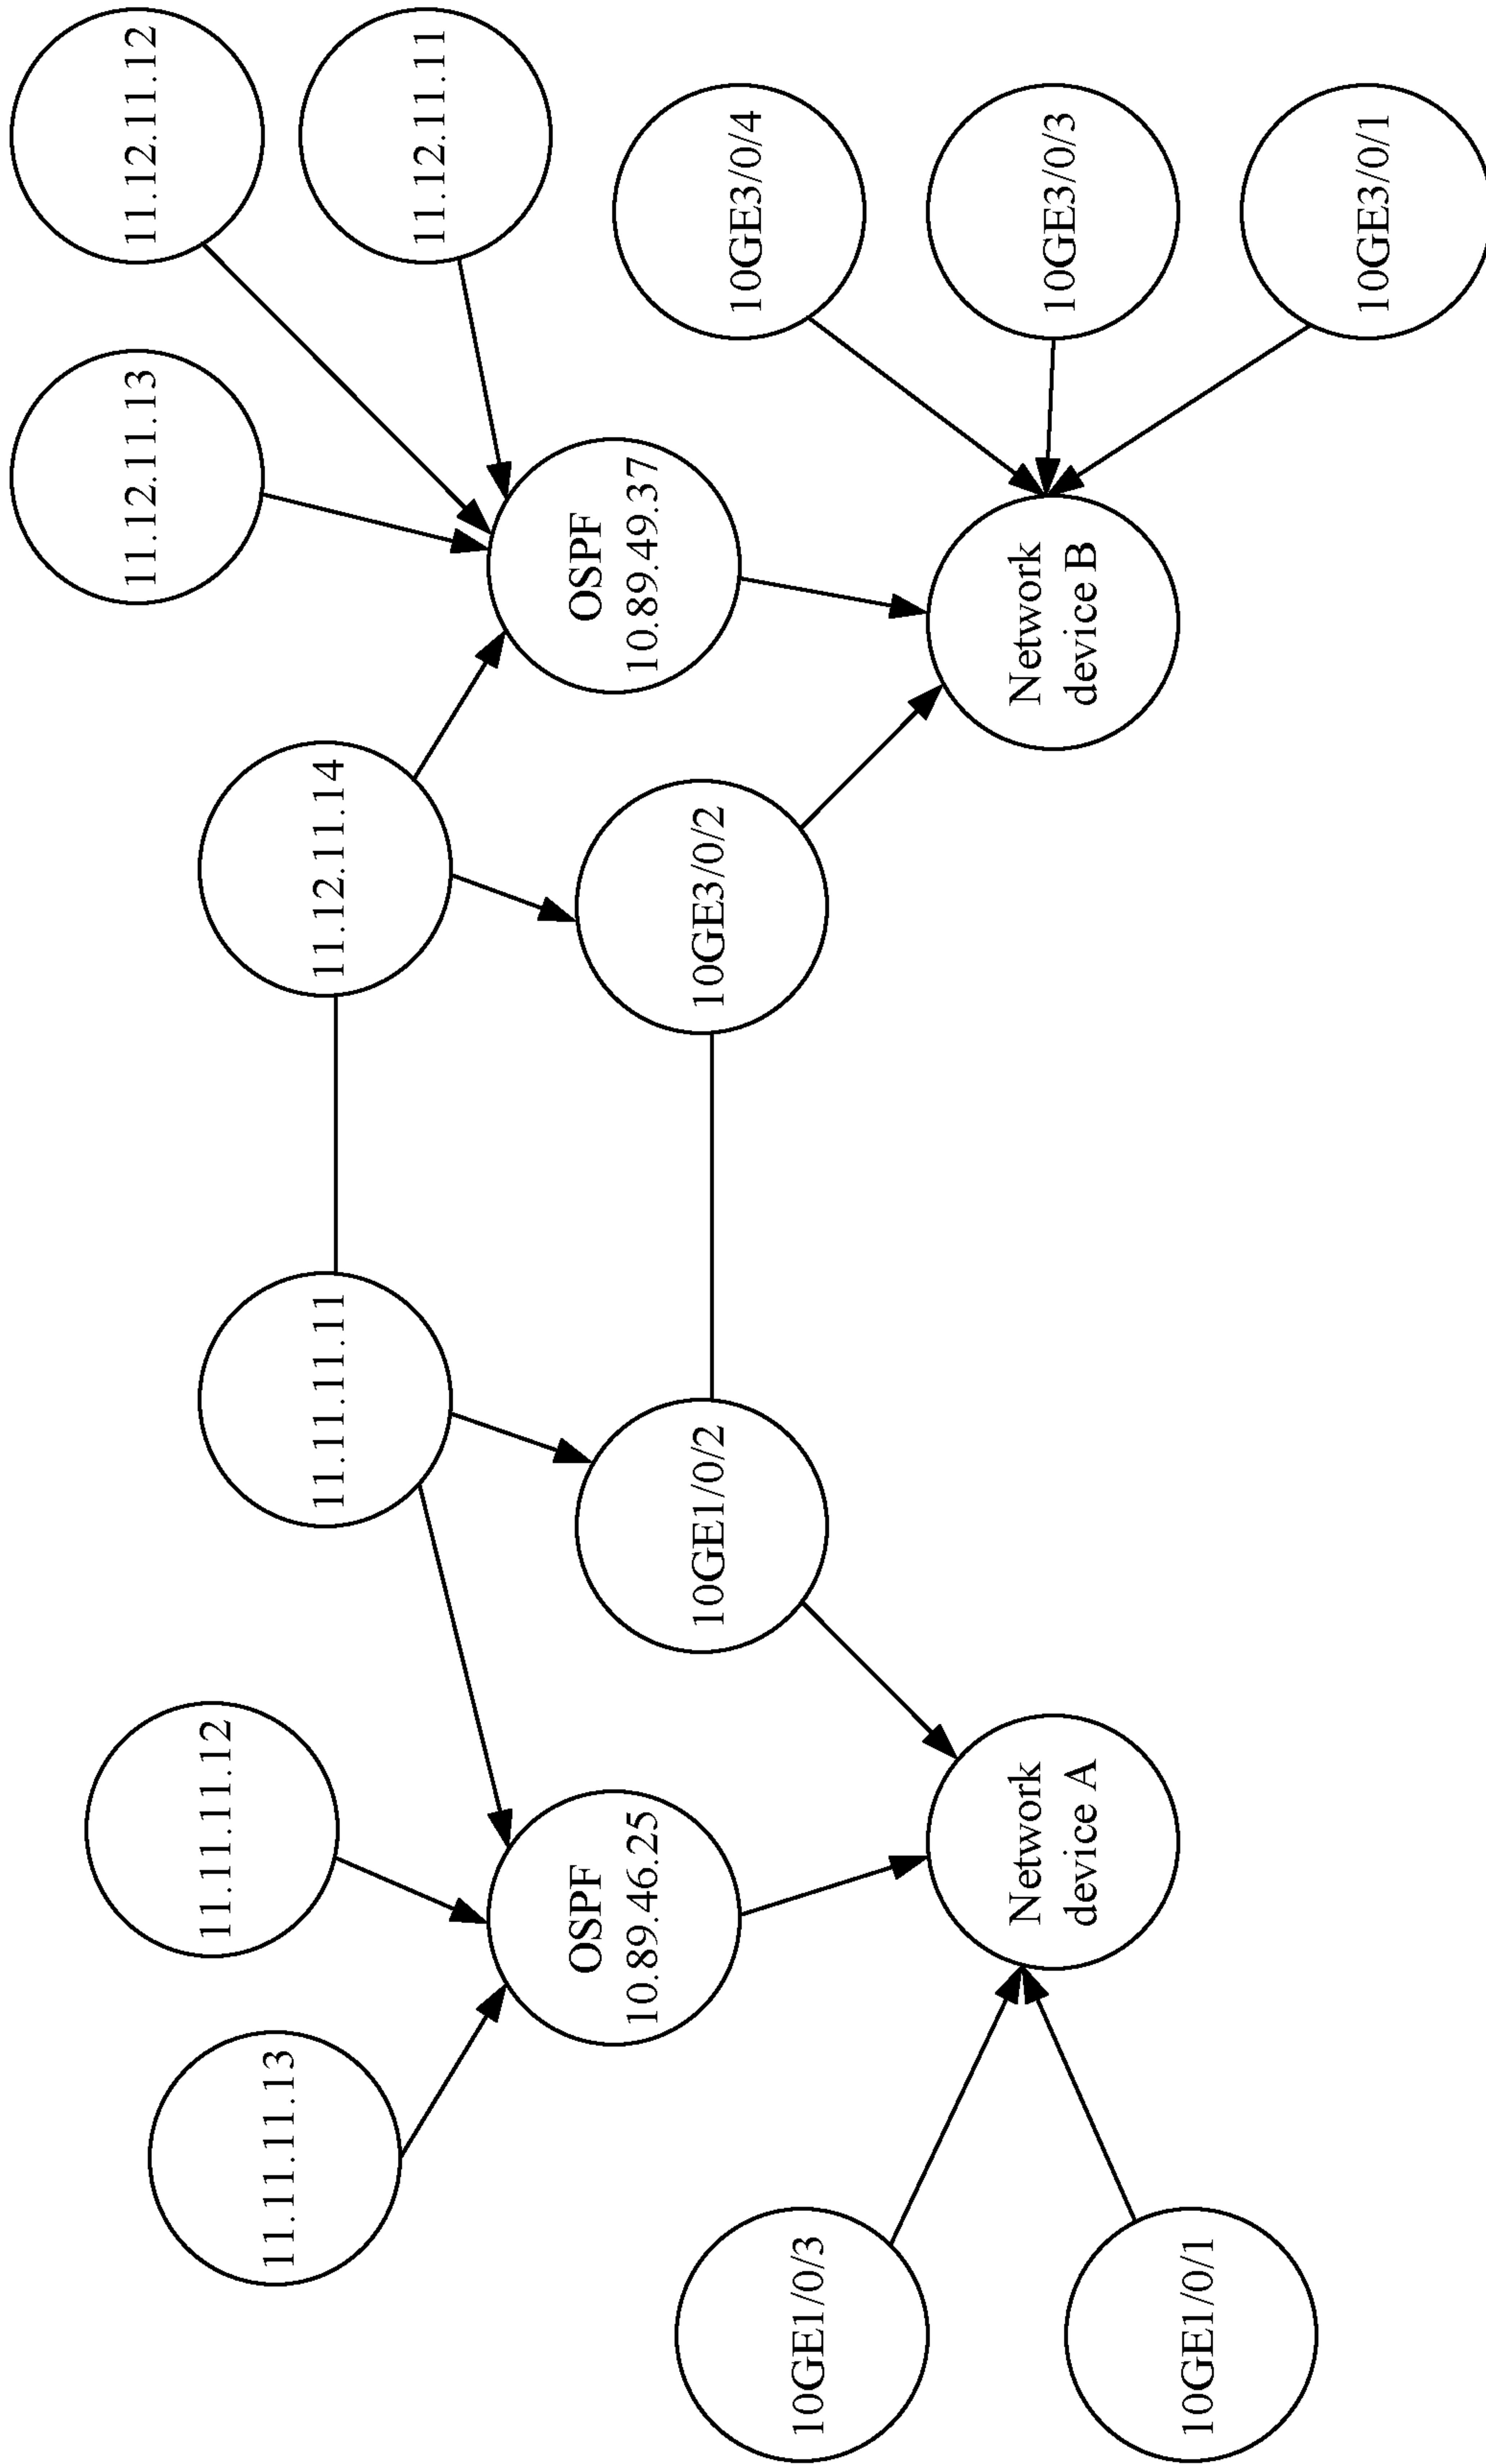 11.11.11.13
11.11.11.12
11.11.11.11
11.12.11.14
11.12.11.13
11.12.11.12
11.12.11.11
OSPF
10.89.46.25
OSPF
10.89.49.37
10GE1/0/2
10GE3/0/2
10GE3/0/4
10GE1/0/3
Network
device A
Network
device B
10GE3/0/3
10GE1/0/1
10GE3/0/1